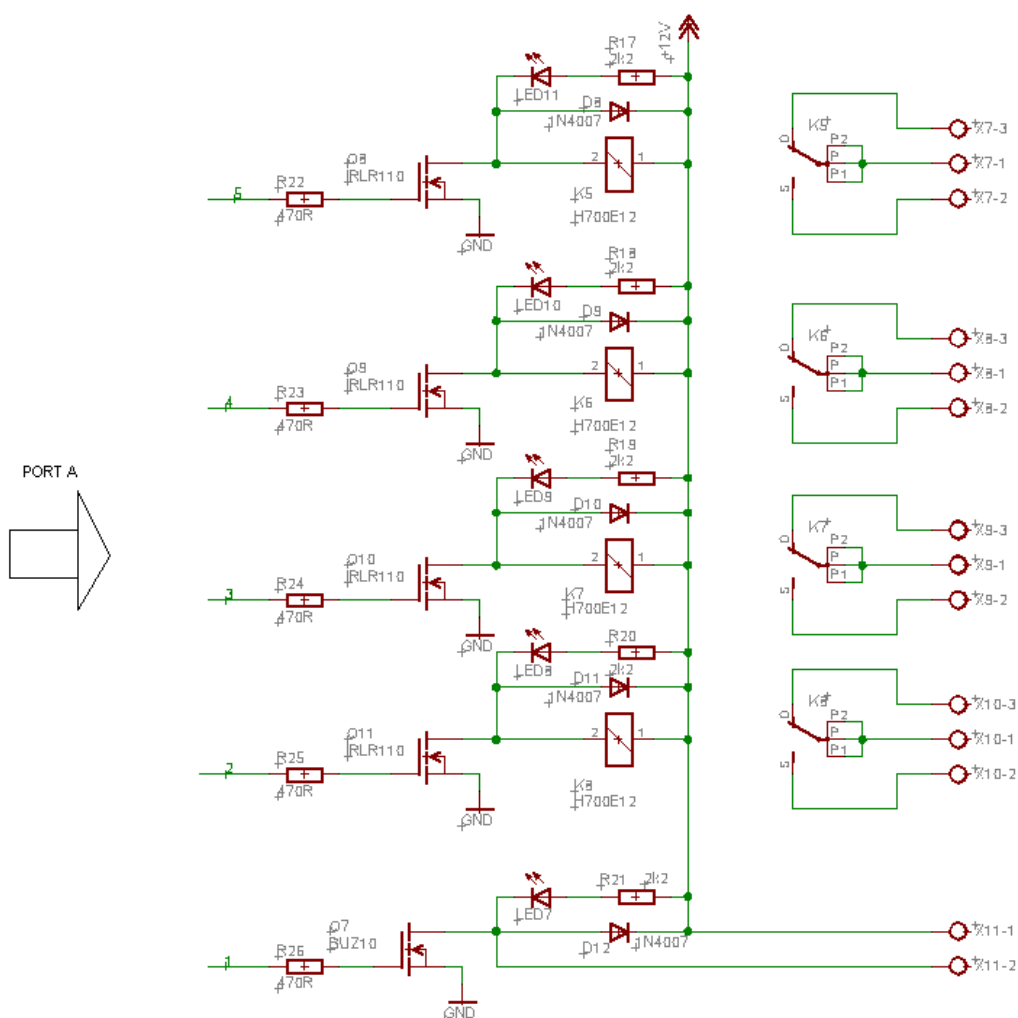 +12V
R17
2k2
LED11
D8
1N4007
K5
P2
P
P1
O
S
X7-3
X7-1
X7-2
Q8
IRLR110
5
R22
470R
2
1
K5
H700E12
GND
R18
2k2
LED10
D9
1N4007
K6
P2
P
P1
O
S
X8-3
X8-1
X8-2
Q9
IRLR110
4
R23
470R
2
1
K6
H700E12
GND
R19
2k2
PORT A
LED9
D10
1N4007
K7
P2
P
P1
O
S
X9-3
X9-1
X9-2
Q10
IRLR110
3
R24
470R
2
1
K7
H700E12
GND
R20
2k2
LED8
D11
1N4007
K8
P2
P
P1
O
S
X10-3
X10-1
X10-2
Q11
IRLR110
2
R25
470R
2
1
K8
H700E12
GND
R21
2k2
LED7
D12
1N4007
Q7
BUZ10
1
R26
470R
GND
X11-1
X11-2